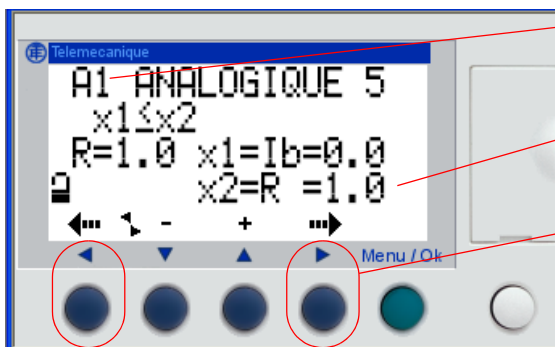 Telemecanique
A1 ANALOGIQUE 5
x1≤x2
R=1.0 x1=Ib=0.0
x2=R =1.0
- +
Menu / Ok